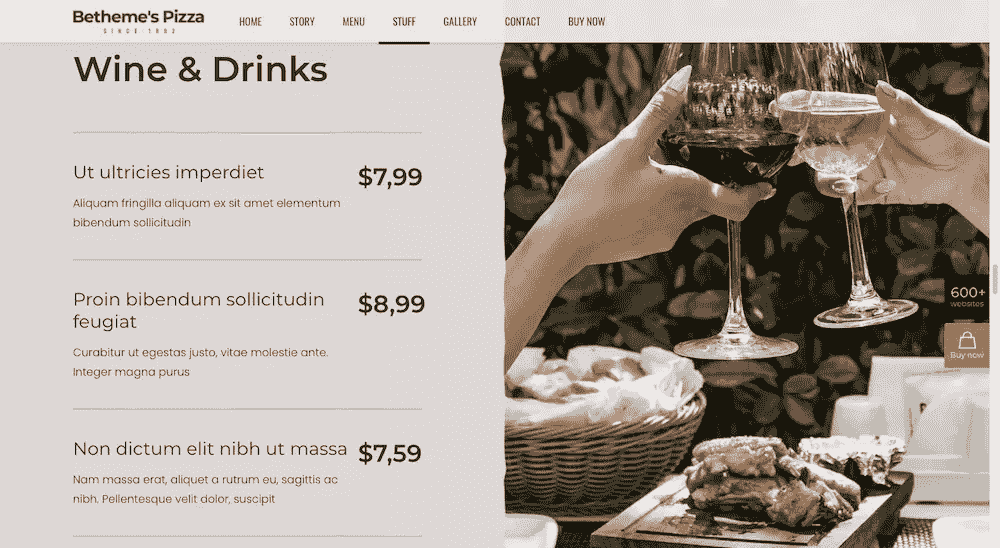 Betheme's Pizza
SINCE 1992
HOME STORY MENU STUFF GALLERY CONTACT BUY NOW
Wine & Drinks
Ut ultricies imperdiet
$7,99
Aliquam fringilla aliquam ex sit amet elementum
bibendum sollicitudin
Proin bibendum sollicitudin
feugiat
$8,99
Curabitur ut egestas justo, vitae molestie ante.
Integer magna purus
Non dictum elit nibh ut massa
$7,59
Nam massa erat, aliquet a rutrum eu, sagittis ac
nibh. Pellentesque velit dolor, suscipit
600+
websites
Buy now